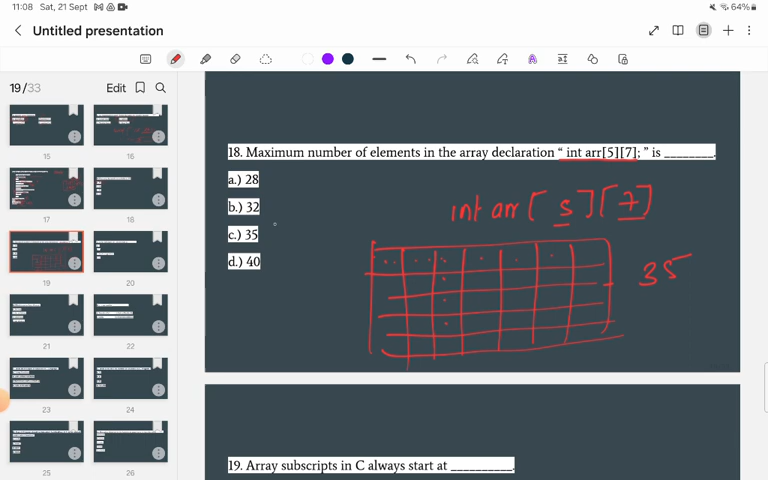 11:08 Sat, 21 Sept
64%
Untitled presentation
19/33
Edit
15
16
17
18
19
20
21
22
23
24
25
26
18. Maximum number of elements in the array declaration “ int arr[5][7]; ” is ________.
a.) 28
b.) 32
c.) 35
d.) 40
int arr [ 5 ] [ 7 ]
35
19. Array subscripts in C always start at __________.